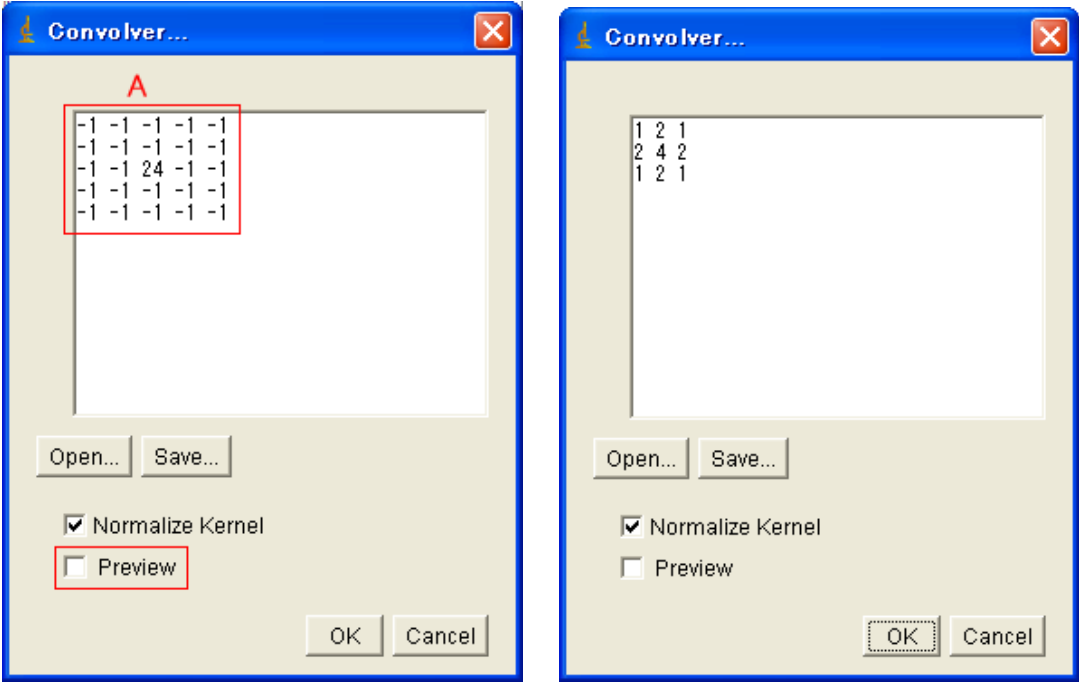 Convolver...
A
-1 -1 -1 -1 -1
-1 -1 -1 -1 -1
-1 -1 24 -1 -1
-1 -1 -1 -1 -1
-1 -1 -1 -1 -1
Open... Save...
Normalize Kernel
Preview
OK Cancel
Convolver...
1 2 1
2 4 2
1 2 1
Open... Save...
Normalize Kernel
Preview
OK Cancel